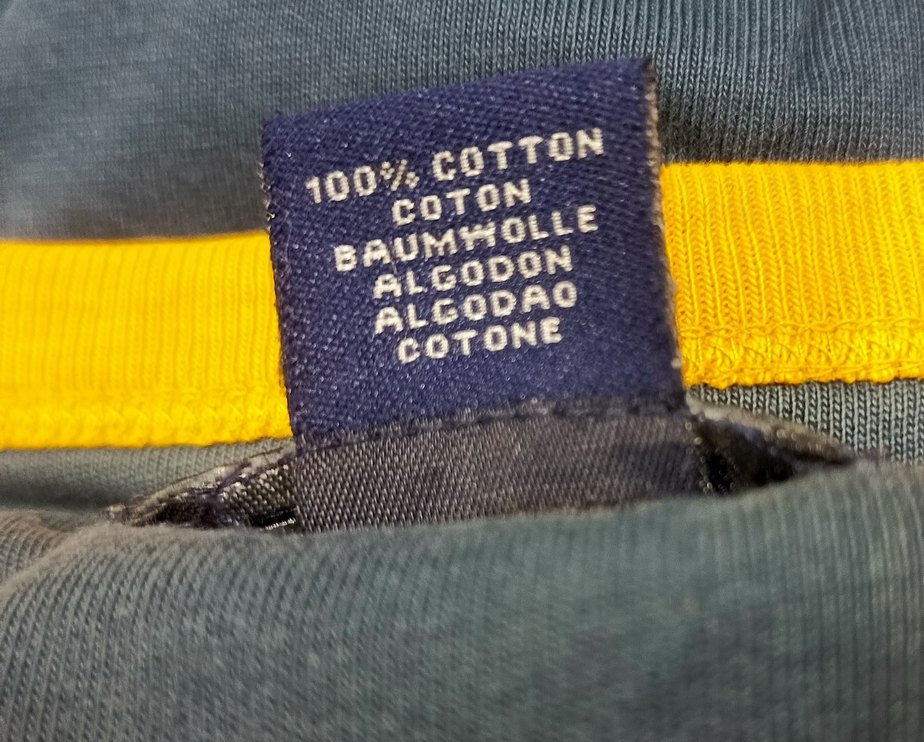 100% COTTON
COTON
BAUMWOLLE
ALGODON
ALGODAO
COTONE